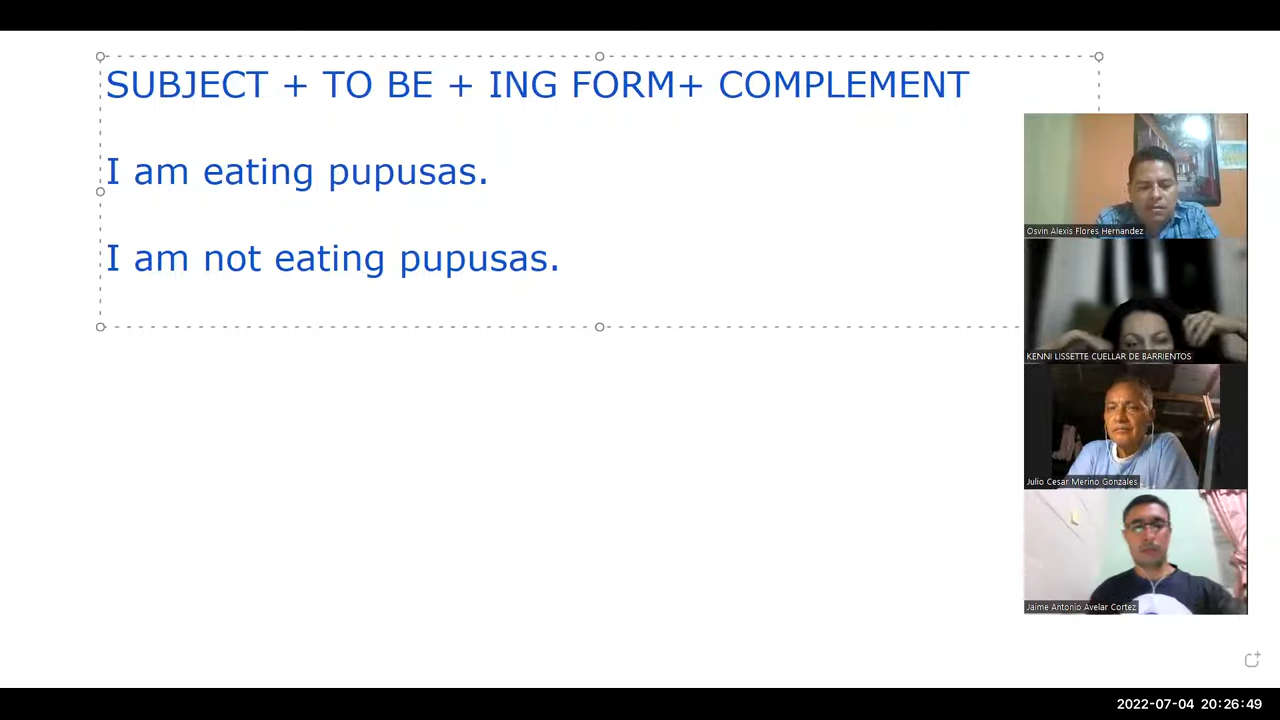 SUBJECT + TO BE + ING FORM+ COMPLEMENT
I am eating pupusas.
I am not eating pupusas.
Osvin Alexis Flores Hernandez
KENNI LISSETTE CUELLAR DE BARRIENTOS
Julio Cesar Merino Gonzales
Jaime Antonio Avelar Cortez
2022-07-04 20:26:49